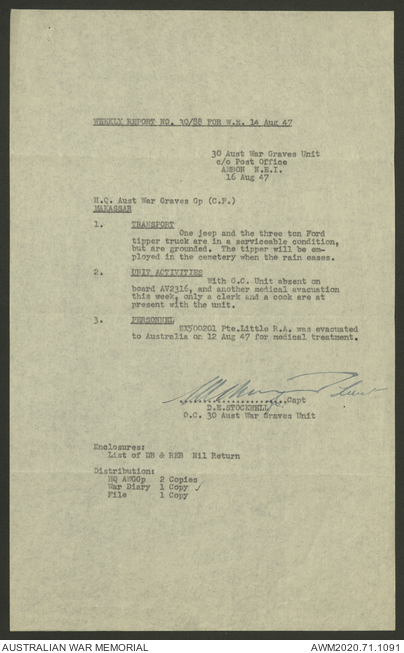 WEEKLY REPORT NO. 30/88 FOR W.E. 14 Aug 47
30 Aust War Graves Unit
c/o Post Office
AMBON N.E.I.
16 Aug 47
H.Q. Aust War Graves Gp (C.F.)
MAKASSAR
1. TRANSPORT
One jeep and the three ton Ford
tipper truck are in a serviceable condition,
but are grounded. The tipper will be em-
ployed in the cemetery when the rain eases.
2. UNIT ACTIVITIES
With O.C. Unit absent on
board AV2316, and another medical evacuation
this week, only a clerk and a cook are at
present with the unit.
3. PERSONNEL
Pte.Little R.A. was evacuated
to Australia on 12 Aug 47 for medical treatment.
Capt
D.E.STOCKWELL
O.C. 30 Aust War Graves Unit
Enclosures:
List of DB & REB Nil Return
Distribution:
HQ AWGGp 2 Copies
War Diary 1 Copy ✓
File 1 Copy
AUSTRALIAN WAR MEMORIAL
AWM2020.71.1091